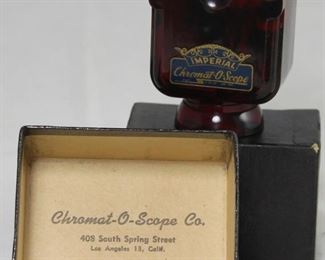 IMPERIAL
Chromat-O-Scope
Chromat-O-Scope Co.
408 South Spring Street
Los Angeles 13, Calif.